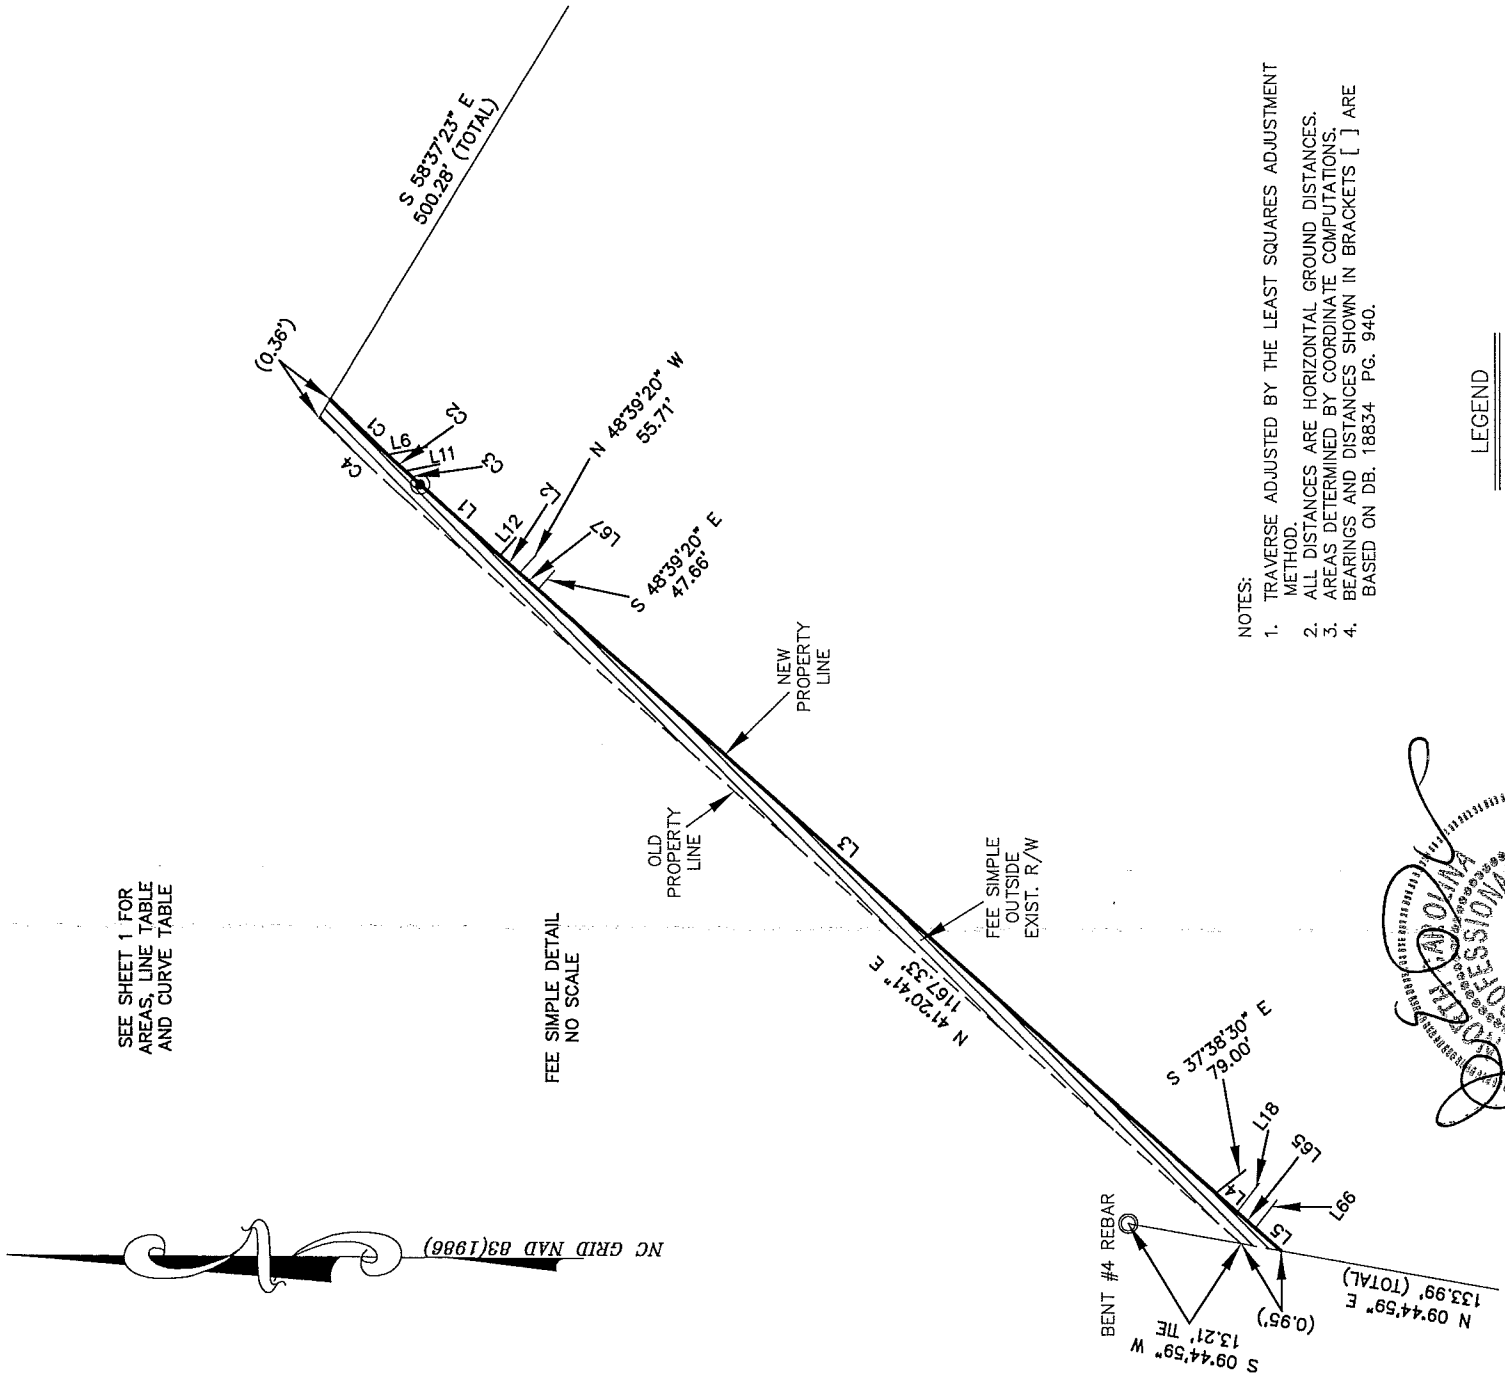 SEE SHEET 1 FOR
AREAS, LINE TABLE
AND CURVE TABLE
FEE SIMPLE DETAIL
NO SCALE
NC GRID NAD 83(1986)
S 58°37'23" E
500.28' (TOTAL)
(0.36')
C1
C4
L6
C2
L11
C3
L1
L12
L2
N 48°39'20" W
55.71'
L67
S 48°39'20" E
47.66'
NEW
PROPERTY
LINE
OLD
PROPERTY
LINE
L3
FEE SIMPLE
OUTSIDE
EXIST. R/W
N 41°20'41" E
1167.33'
S 37°38'30" E
79.00'
L4
L18
L65
L66
L5
BENT #4 REBAR
S 09°44'59" W
13.21' TIE
(0.95')
N 09°44'59" E
133.99' (TOTAL)
NOTES:
1. TRAVERSE ADJUSTED BY THE LEAST SQUARES ADJUSTMENT
METHOD.
2. ALL DISTANCES ARE HORIZONTAL GROUND DISTANCES.
3. AREAS DETERMINED BY COORDINATE COMPUTATIONS.
4. BEARINGS AND DISTANCES SHOWN IN BRACKETS [ ] ARE
BASED ON DB. 18834 PG. 940.
LEGEND